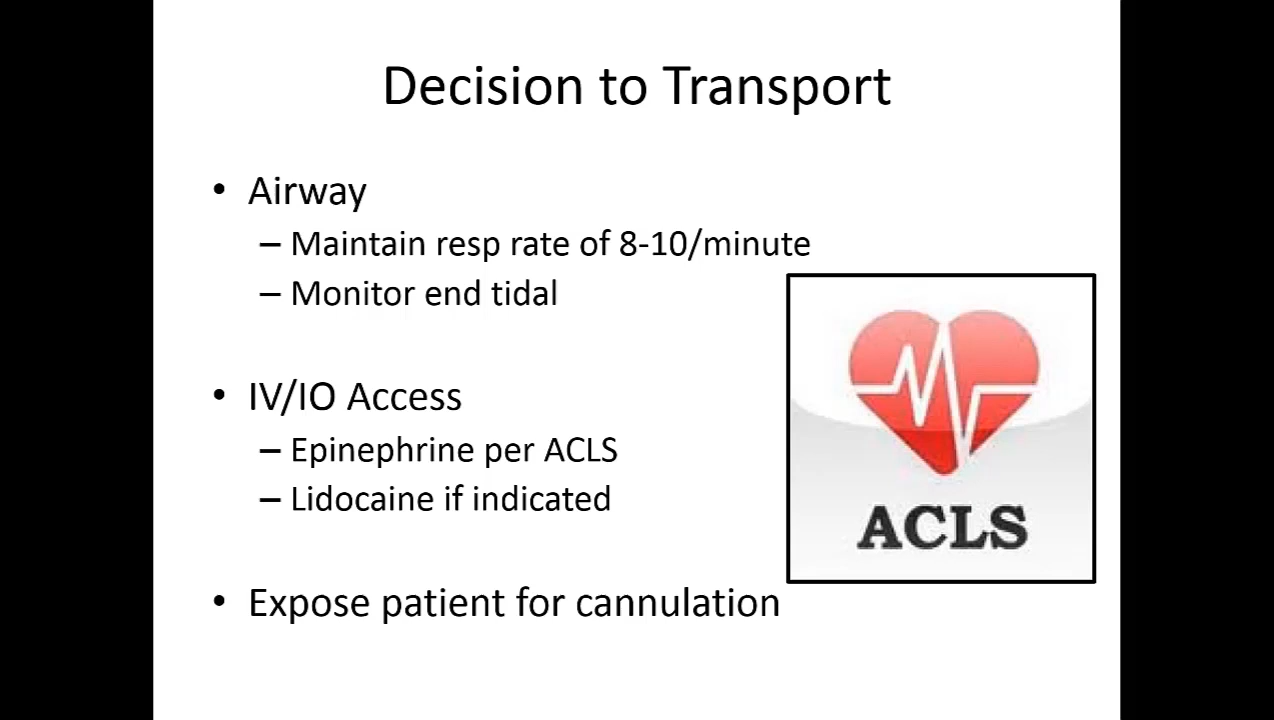 Decision to Transport
• Airway
– Maintain resp rate of 8-10/minute
– Monitor end tidal
• IV/IO Access
– Epinephrine per ACLS
– Lidocaine if indicated
• Expose patient for cannulation
ACLS